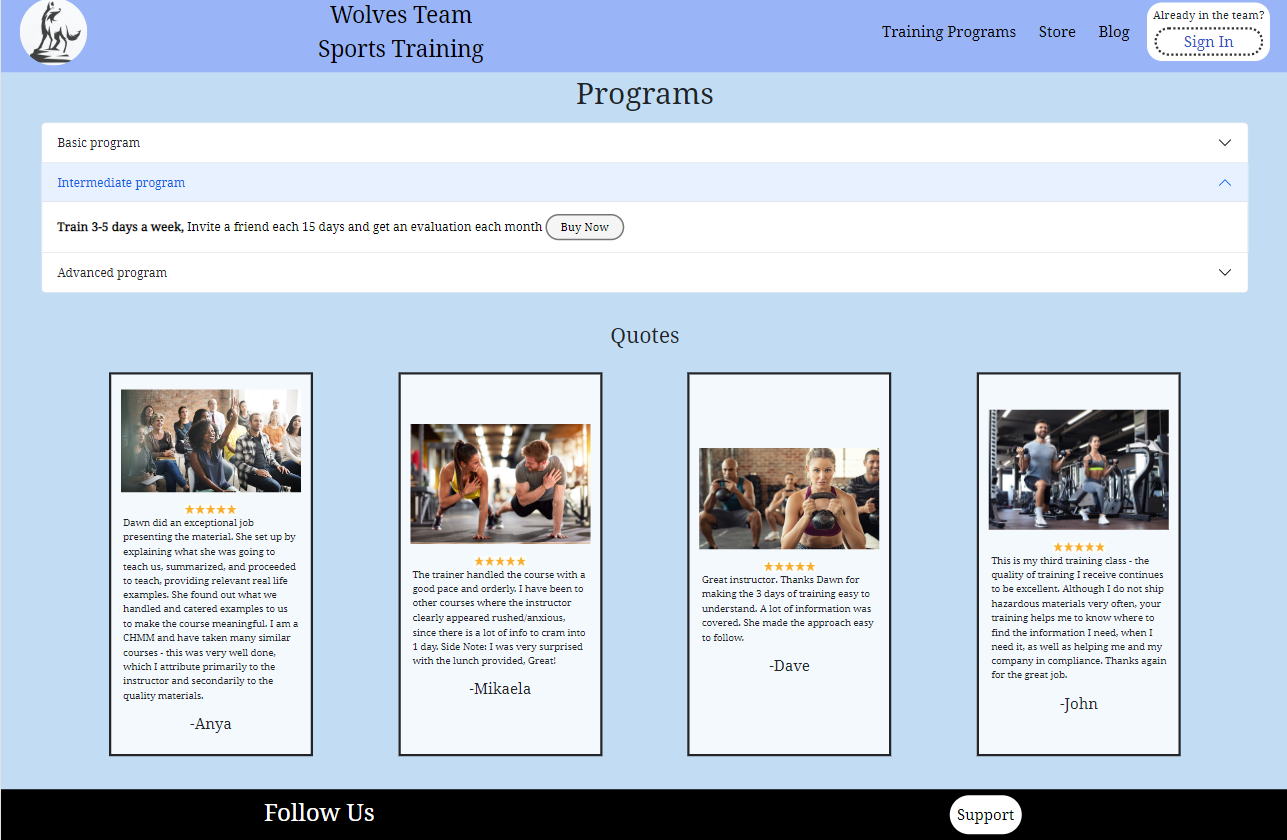 Wolves Team
Sports Training
Training Programs
Store
Blog
Already in the team?
Sign In
Programs
Basic program
Intermediate program
Train 3-5 days a week, Invite a friend each 15 days and get an evaluation each month
Buy Now
Advanced program
Quotes
★★★★★
Dawn did an exceptional job
presenting the material. She set up by
explaining what she was going to
teach us, summarized, and proceeded
to teach, providing relevant real life
examples. She found out what we
handled and catered examples to us
to make the course meaningful. I am a
CHMM and have taken many similar
courses - this was very well done,
which I attribute primarily to the
instructor and secondarily to the
quality materials.
-Anya
★★★★★
The trainer handled the course with a
good pace and orderly. I have been to
other courses where the instructor
clearly appeared rushed/anxious,
since there is a lot of info to cram into
1 day. Side Note: I was very surprised
with the lunch provided, Great!
-Mikaela
★★★★★
Great instructor. Thanks Dawn for
making the 3 days of training easy to
understand. A lot of information was
covered. She made the approach easy
to follow.
-Dave
★★★★★
This is my third training class - the
quality of training I receive continues
to be excellent. Although I do not ship
hazardous materials very often, your
training helps me to know where to
find the information I need, when I
need it, as well as helping me and my
company in compliance. Thanks again
for the great job.
-John
Follow Us
Support